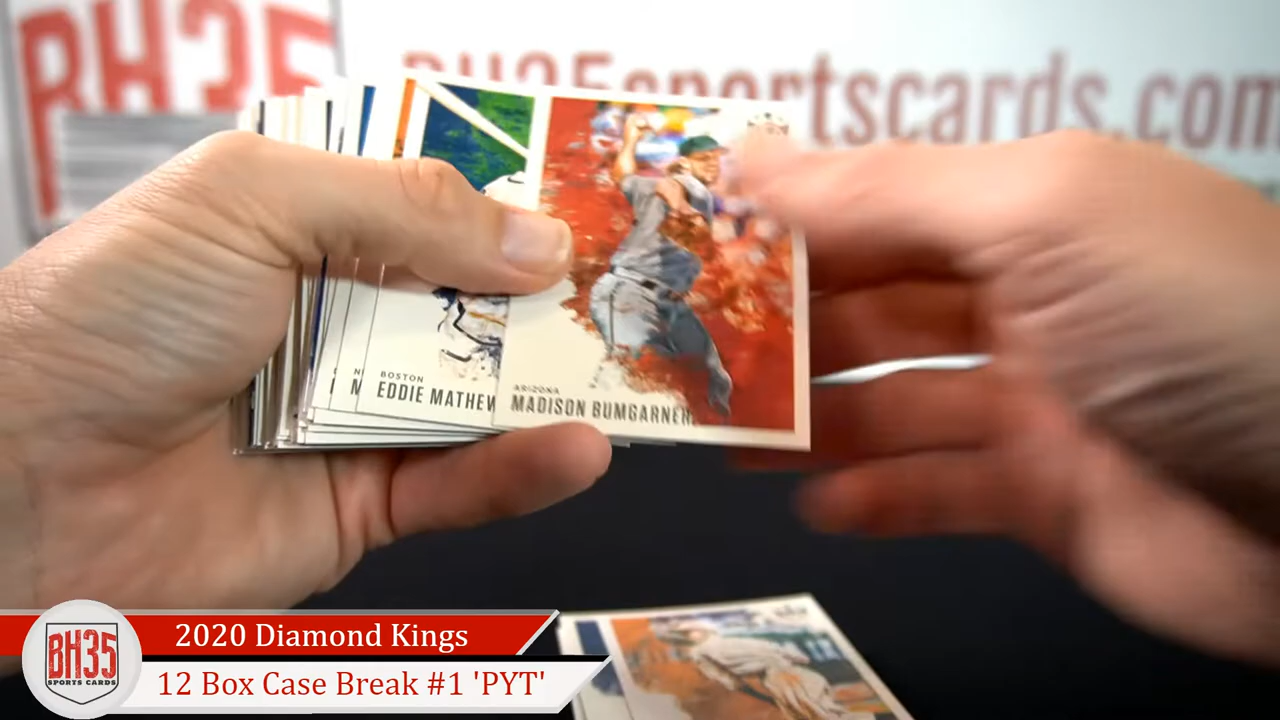 BH35
BH35sportscards.com
BOSTON
EDDIE MATHEW
ARIZONA
MADISON BUMGARNER
BH35
SPORTS CARDS
2020 Diamond Kings
12 Box Case Break #1 'PYT'